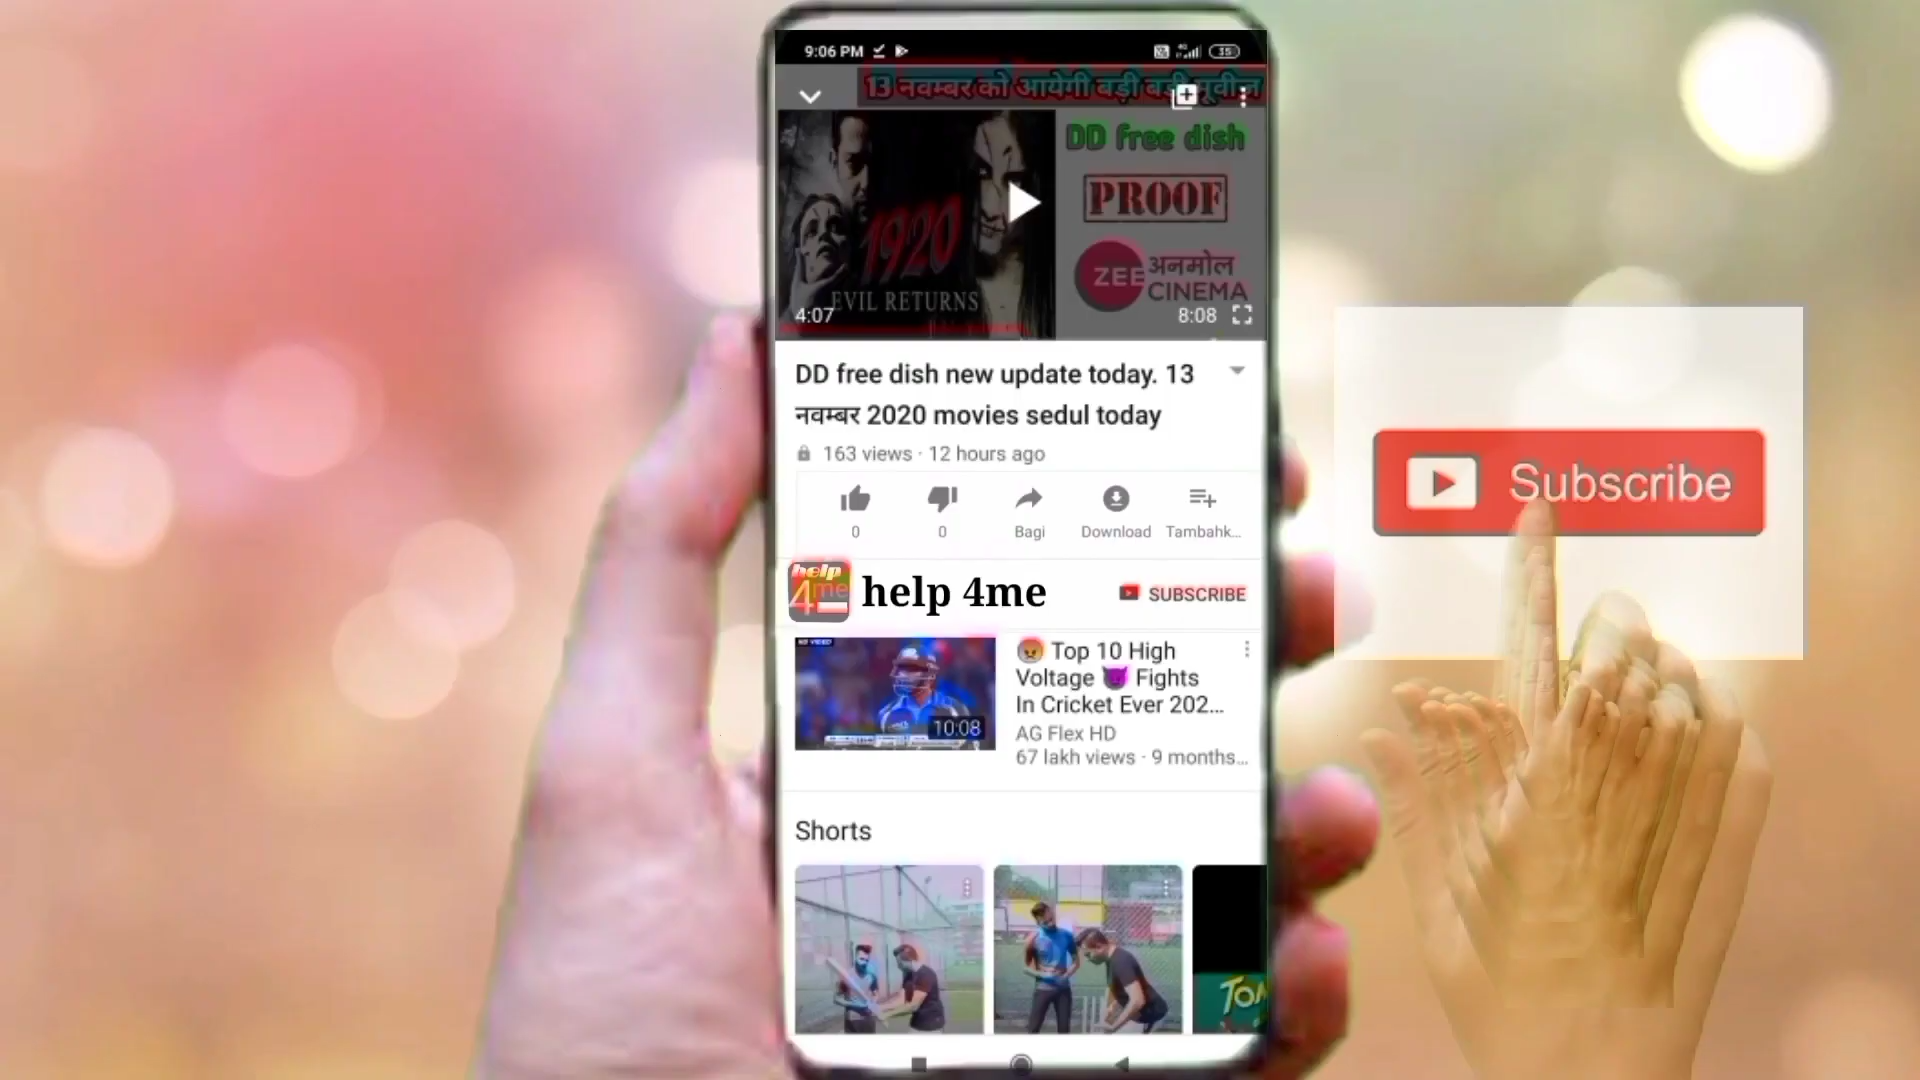 9:06 PM
35
13 नवम्बर को आयेगी बड़ी बड़ी मूवीज
DD free dish
PROOF
1920
EVIL RETURNS
ZEE अनमोल
CINEMA
4:07
8:08
DD free dish new update today. 13
नवम्बर 2020 movies sedul today
163 views · 12 hours ago
0
0
Bagi
Download
Tambahk...
help
4me
help 4me
SUBSCRIBE
Subscribe
10:08
😡 Top 10 High
Voltage 😈 Fights
In Cricket Ever 202...
AG Flex HD
67 lakh views · 9 months...
Shorts